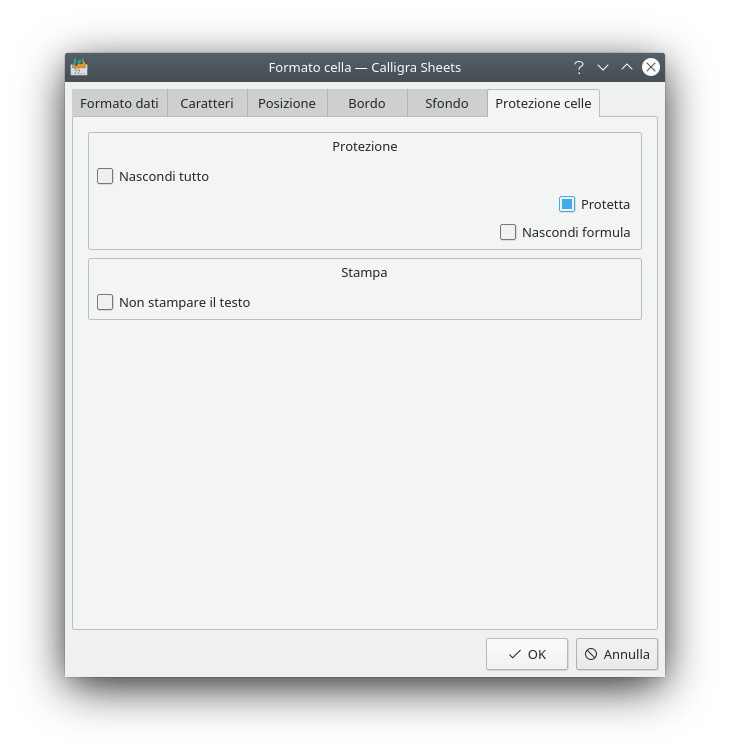 Formato cella — Calligra Sheets
Formato dati Caratteri Posizione Bordo Sfondo Protezione celle
Protezione
Nascondi tutto
Protetta
Nascondi formula
Stampa
Non stampare il testo
OK Annulla